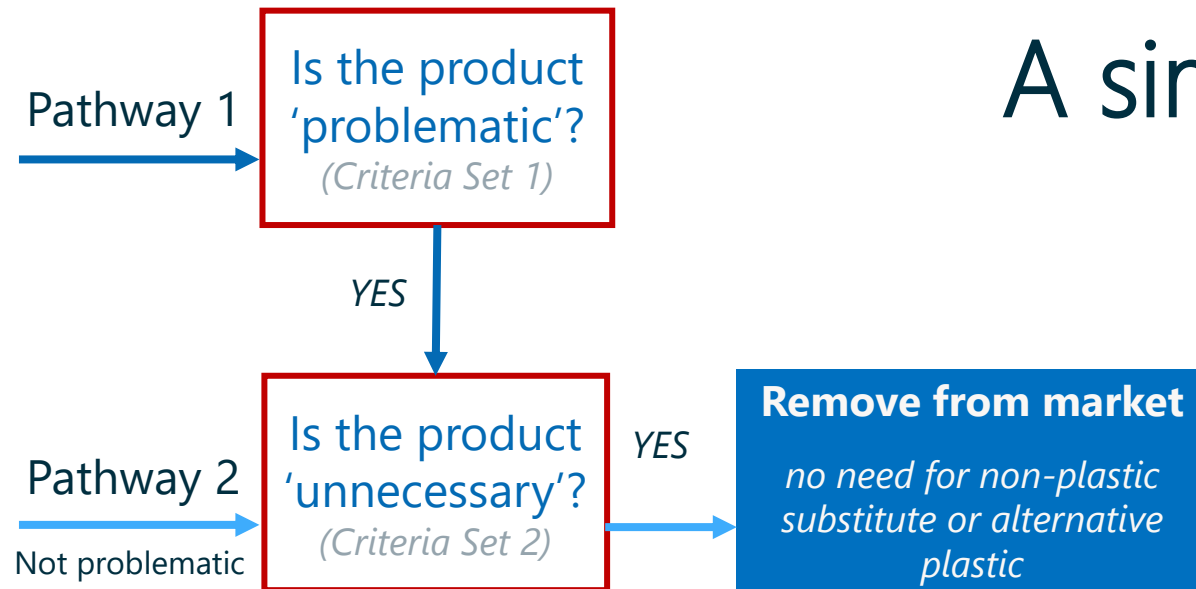 A sir
Pathway 1
Is the product
‘problematic’?
(Criteria Set 1)
YES
Pathway 2
Not problematic
Is the product
‘unnecessary’?
(Criteria Set 2)
YES
Remove from market
no need for non-plastic
substitute or alternative
plastic